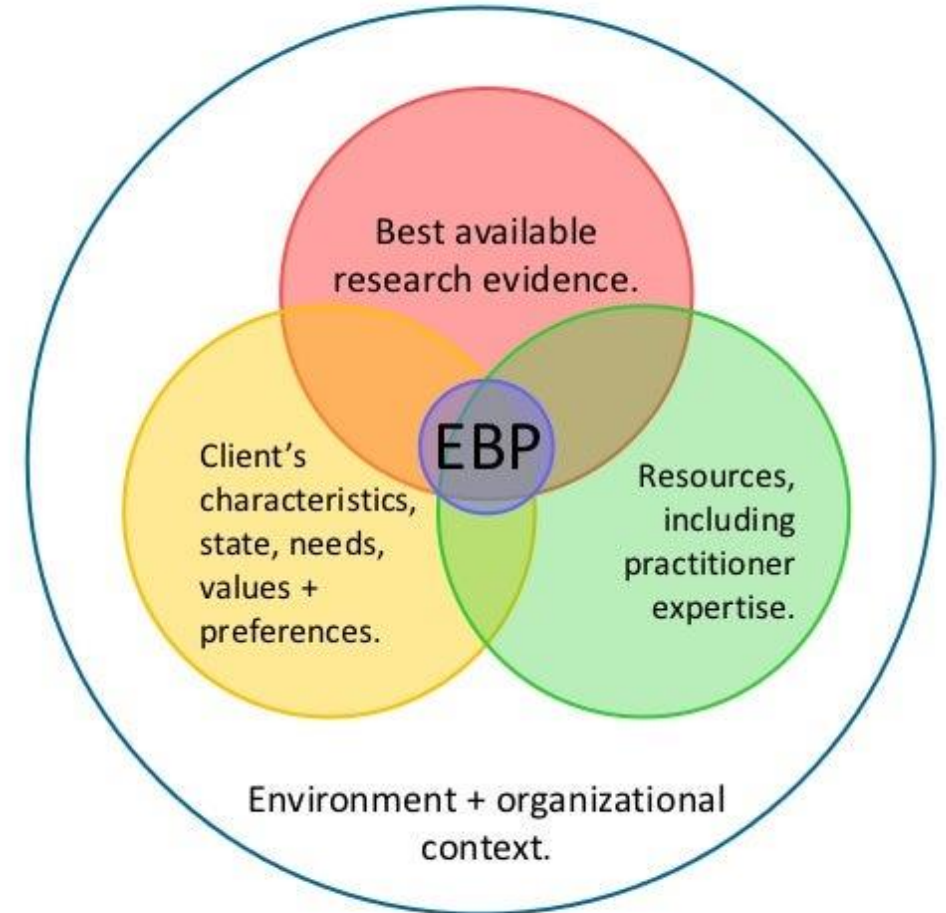 Best available
research evidence.
EBP
Client’s
characteristics,
state, needs,
values +
preferences.
Resources,
including
practitioner
expertise.
Environment + organizational
context.